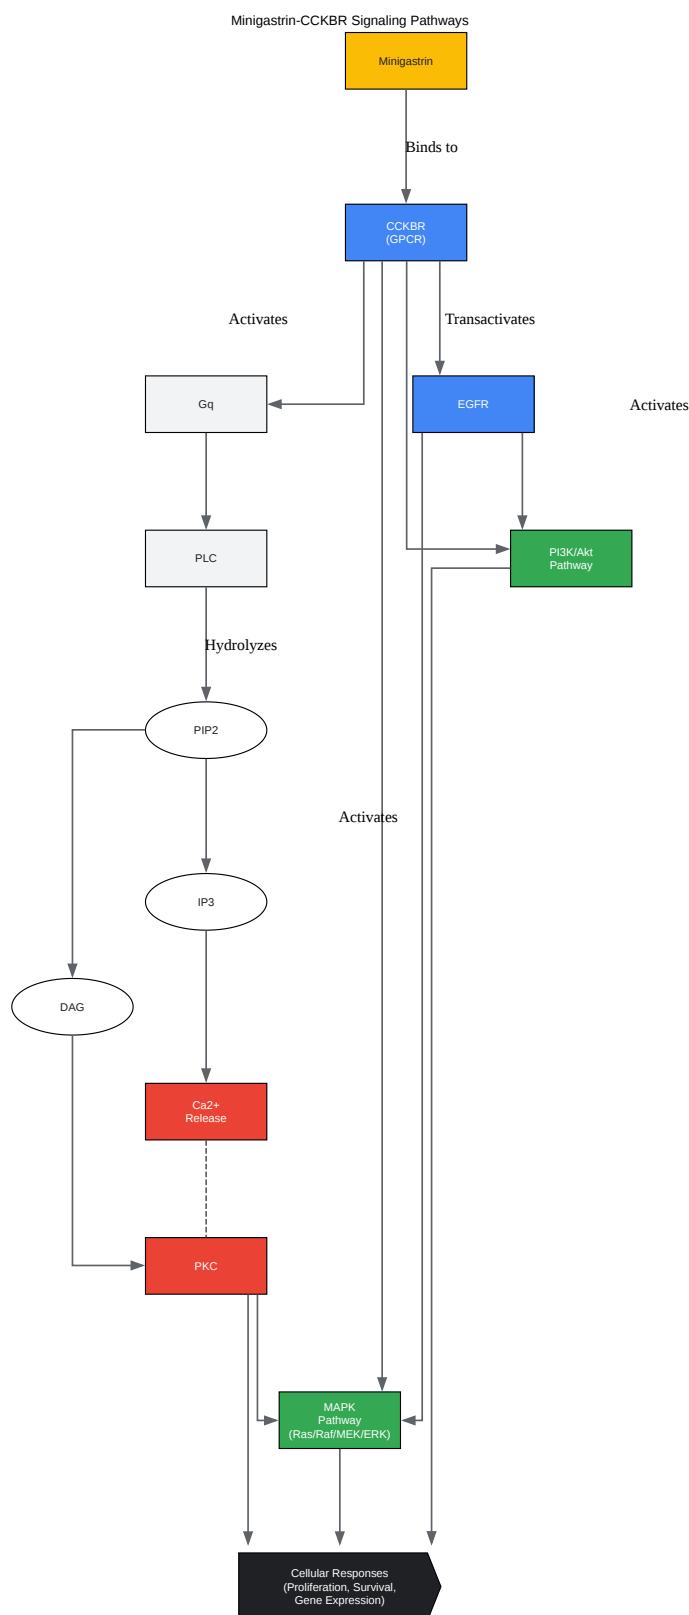 Minigastrin-CCKBR Signaling Pathways
Minigastrin
Binds to
CCKBR
(GPCR)
Activates
Transactivates
Gq
EGFR
Activates
PLC
PI3K/Akt
Pathway
Hydrolyzes
PIP2
Activates
IP3
DAG
Ca2+
Release
PKC
MAPK
Pathway
(Ras/Raf/MEK/ERK)
Cellular Responses
(Proliferation, Survival,
Gene Expression)